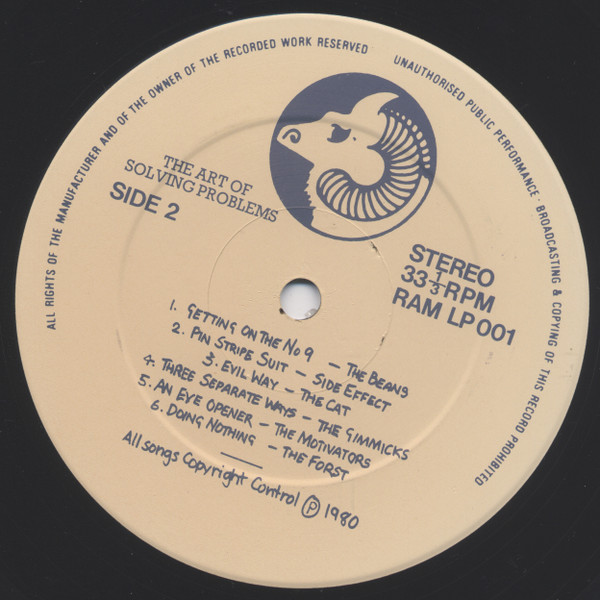 ALL RIGHTS OF THE MANUFACTURER AND OF THE OWNER OF THE RECORDED WORK RESERVED
UNAUTHORISED PUBLIC PERFORMANCE · BROADCASTING & COPYING OF THIS RECORD PROHIBITED
THE ART OF
SOLVING PROBLEMS
SIDE 2
STEREO
33 1/3 RPM
RAM LP 001
1. GETTING ON THE NO 9 – THE BEANS
2. PIN STRIPE SUIT – SIDE EFFECT
3. EVIL WAY – THE CAT
4. THREE SEPARATE WAYS – THE GIMMICKS
5. AN EYE OPENER – THE MOTIVATORS
6. DOING NOTHING – THE FORST
All songs Copyright Control Ⓟ 1980